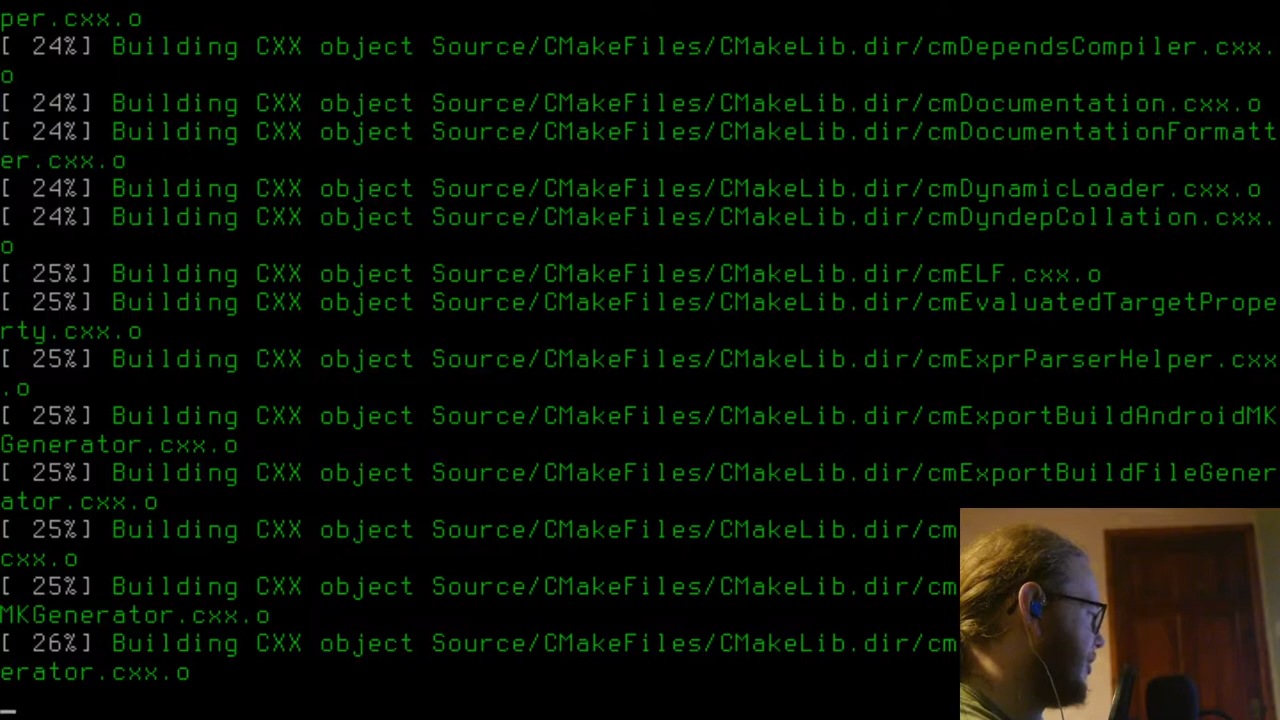 per.cxx.o
[ 24%] Building CXX object Source/CMakeFiles/CMakeLib.dir/cmDependsCompiler.cxx.
o
[ 24%] Building CXX object Source/CMakeFiles/CMakeLib.dir/cmDocumentation.cxx.o
[ 24%] Building CXX object Source/CMakeFiles/CMakeLib.dir/cmDocumentationFormatt
er.cxx.o
[ 24%] Building CXX object Source/CMakeFiles/CMakeLib.dir/cmDynamicLoader.cxx.o
[ 24%] Building CXX object Source/CMakeFiles/CMakeLib.dir/cmDyndepCollation.cxx.
o
[ 25%] Building CXX object Source/CMakeFiles/CMakeLib.dir/cmELF.cxx.o
[ 25%] Building CXX object Source/CMakeFiles/CMakeLib.dir/cmEvaluatedTargetPrope
rty.cxx.o
[ 25%] Building CXX object Source/CMakeFiles/CMakeLib.dir/cmExprParserHelper.cxx
.o
[ 25%] Building CXX object Source/CMakeFiles/CMakeLib.dir/cmExportBuildAndroidMK
Generator.cxx.o
[ 25%] Building CXX object Source/CMakeFiles/CMakeLib.dir/cmExportBuildFileGener
ator.cxx.o
[ 25%] Building CXX object Source/CMakeFiles/CMakeLib.dir/cm
cxx.o
[ 25%] Building CXX object Source/CMakeFiles/CMakeLib.dir/cm
MKGenerator.cxx.o
[ 26%] Building CXX object Source/CMakeFiles/CMakeLib.dir/cm
erator.cxx.o